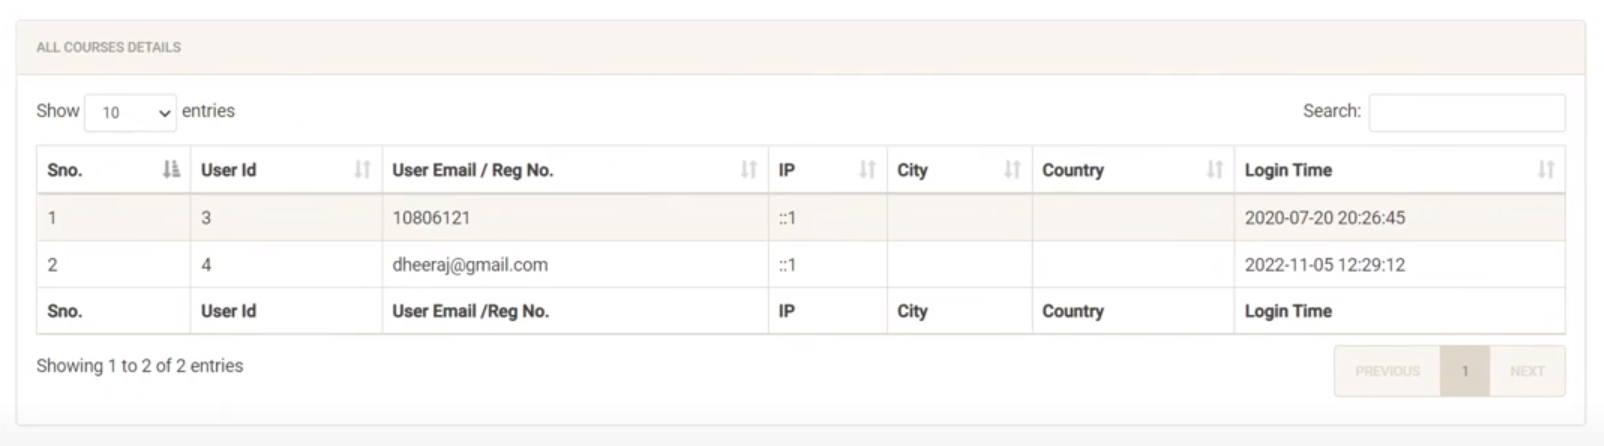 ALL COURSES DETAILS
Show 10 entries Search:
Sno. User Id User Email / Reg No. IP City Country Login Time
1 3 10806121 ::1 2020-07-20 20:26:45
2 4 dheeraj@gmail.com ::1 2022-11-05 12:29:12
Sno. User Id User Email /Reg No. IP City Country Login Time
Showing 1 to 2 of 2 entries PREVIOUS 1 NEXT